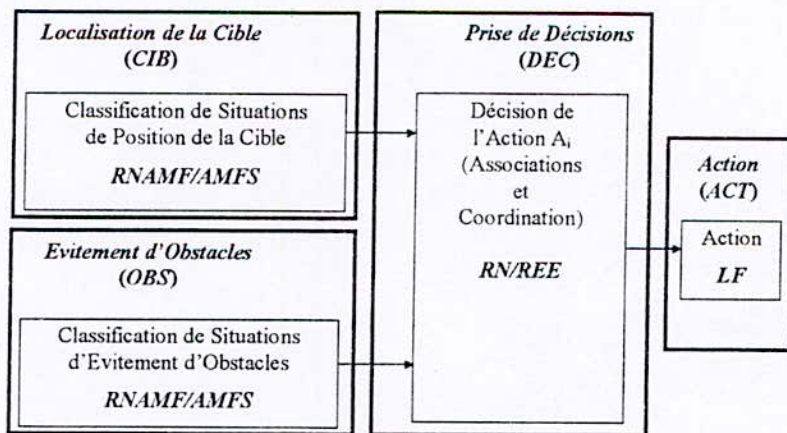 Localisation de la Cible
(CIB)
Classification de Situations
de Position de la Cible
RNAMF/AMFS
Evitement d'Obstacles
(OBS)
Classification de Situations
d'Evitement d'Obstacles
RNAMF/AMFS
Prise de Décisions
(DEC)
Décision de
l'Action Ai
(Associations
et
Coordination)
RN/REE
Action
(ACT)
Action
LF